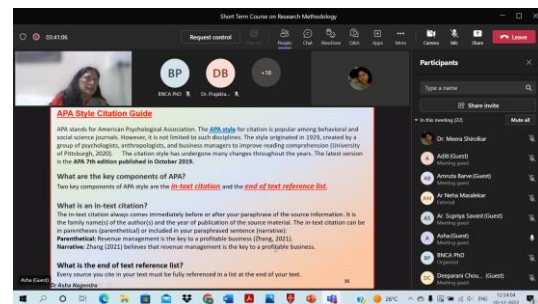 Short Term Course on Research Methodology
03:41:06
Request control
People
Chat
Reactions
Q&A
Apps
More
Camera
Mic
Share
Leave
BP
BNCA PhD
DB
Dr. Prajakta...
+18
Participants
Type a name
Share invite
In this meeting (22)
Mute all
Dr. Meera Shirolkar
Aditi (Guest)
Meeting guest
Amruta Barve (Guest)
Meeting guest
Ar Neha Masalekar
External
AS
Ar. Supriya Savant (Guest)
Meeting guest
A
Asha (Guest)
Meeting guest
BP
BNCA PhD
Organizer
DC
Deeparani Chou... (Guest)
Meeting guest
APA Style Citation Guide
APA stands for American Psychological Association. The APA style for citation is popular among behavioral and
social science journals. However, it is not limited to such disciplines. The style originated in 1929, created by a
group of psychologists, anthropologists, and business managers to improve reading comprehension (University
of Pittsburgh, 2020). The citation style has undergone many changes throughout the years. The latest version
is the APA 7th edition published in October 2019.
What are the key components of APA?
Two key components of APA style are the in-text citation and the end of text reference list.
What is an in-text citation?
The in-text citation always comes immediately before or after your paraphrase of the source information. It is
the family name(s) of the author(s) and the year of publication of the source material. The in-text citation can be
in parentheses (parenthetical) or included in your paraphrased sentence (narrative):
Parenthetical: Revenue management is the key to a profitable business (Zhang, 2021).
Narrative: Zhang (2021) believes that revenue management is the key to a profitable business.
What is the end of text reference list?
Every source you cite in your text must be fully referenced in a list at the end of your text.
Dr Asha Nagendra
Asha (Guest)
26°C
ENG
12:54:04
10-12-2022